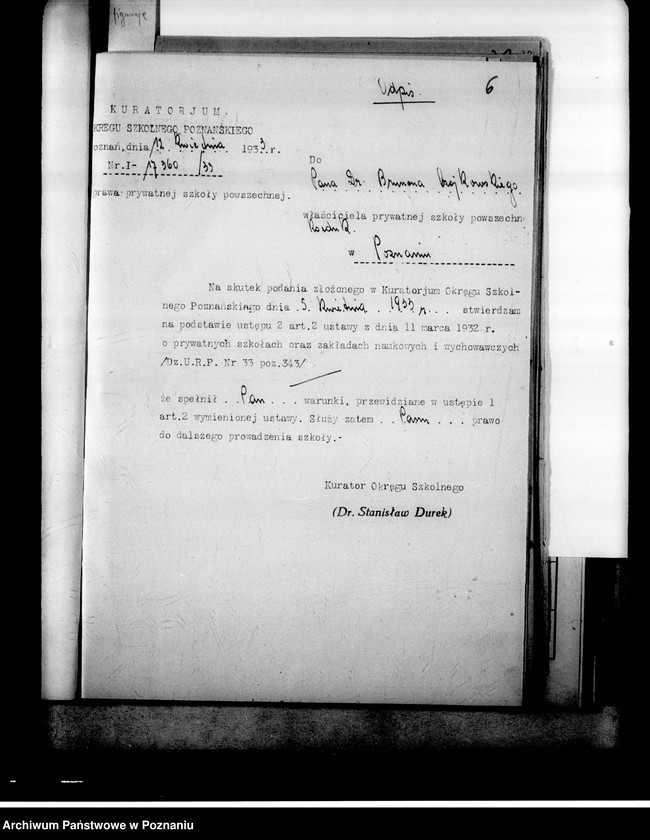 figaruje
Odpis.
6
KURATORJUM
KRĘGU SZKOLNEGO POZNAŃSKIEGO
oznań, dnia 12 kwietnia 1933 r.
Nr. I- 17360/33
prawa: prywatnej szkoły powszechnej.
Do
Pana Dr. Brunona
właściciela prywatnej szkoły powszechn
w Poznaniu
Na skutek podania złożonego w Kuratorjum Okręgu Szkol-
nego Poznańskiego dnia . 5. kwietnia . 1933 r. . . stwierdzam
na podstawie ustępu 2 art.2 ustawy z dnia 11 marca 1932 r.
o prywatnych szkołach oraz zakładach naukowych i wychowawczych
/Dz.U.R.P. Nr 33 poz.343/
że spełnił . . Pan . . . warunki, przewidziane w ustępie 1
art.2 wymienionej ustawy. Służy zatem . . Panu . . . prawo
do dalszego prowadzenia szkoły.-
Kurator Okręgu Szkolnego
(Dr. Stanisław Durek)
Archiwum Państwowe w Poznaniu